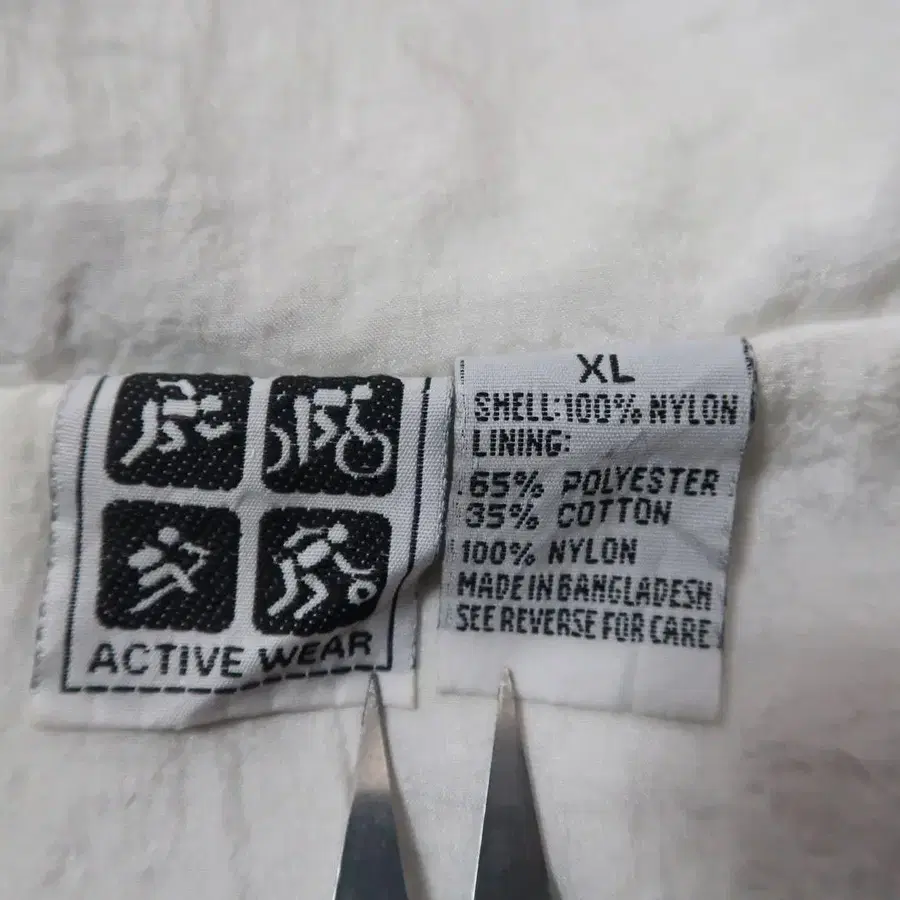 ACTIVE WEAR
XL
SHELL:100% NYLON
LINING:
65% POLYESTER
35% COTTON
100% NYLON
MADE IN BANGLADESH
SEE REVERSE FOR CARE